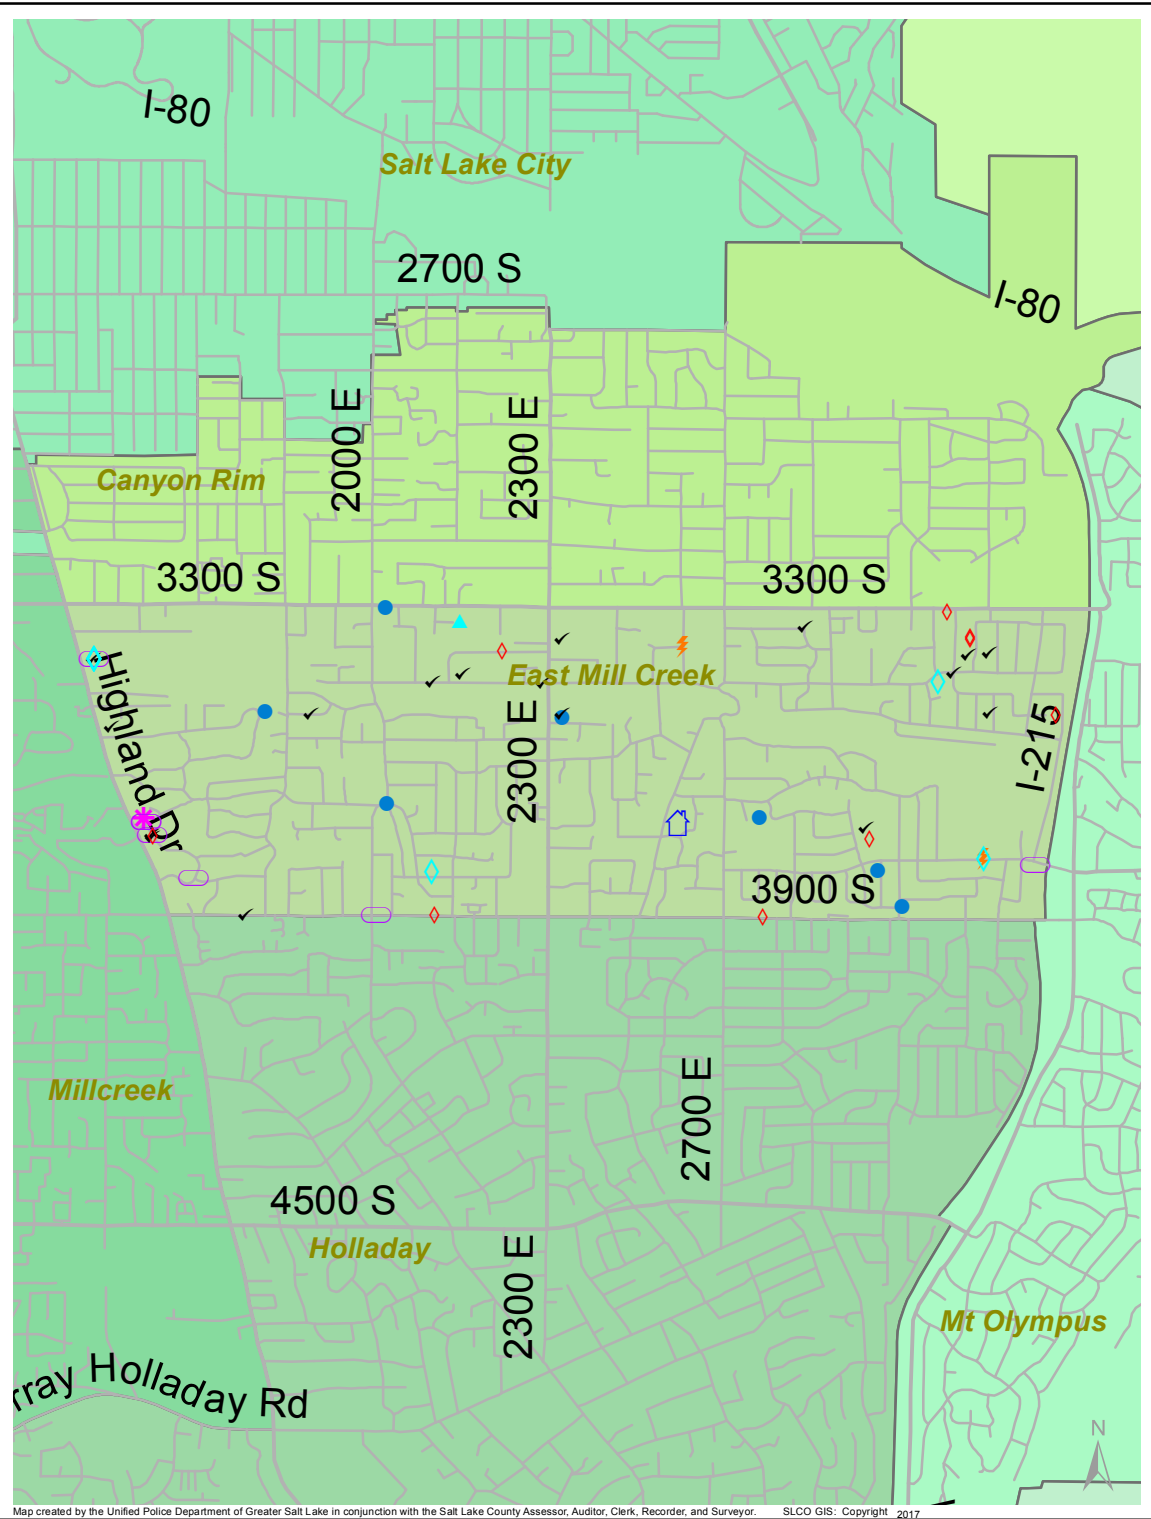 I-80
Salt Lake City
2700 S
I-80
2000 E
2300 E
Canyon Rim
3300 S
3300 S
East Mill Creek
Highland Dr
2300 E
I-215
3900 S
Millcreek
2700 E
4500 S
Holladay
2300 E
Mt Olympus
rray Holladay Rd
N
Map created by the Unified Police Department of Greater Salt Lake in conjunction with the Salt Lake County Assessor, Auditor, Clerk, Recorder, and Surveyor. SLCO GIS: Copyright 2017